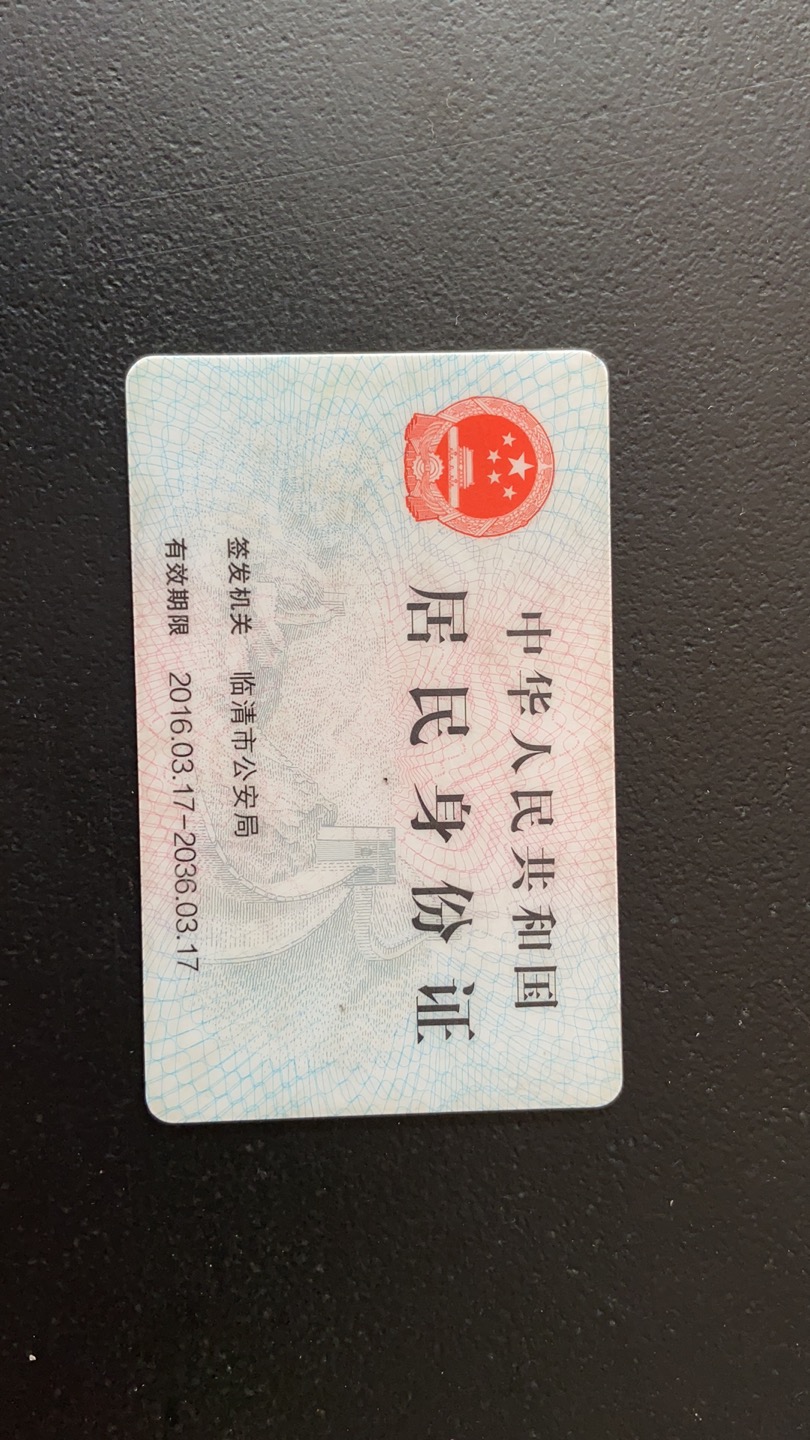 中华人民共和国
居民身份证
签发机关 临清市公安局
有效期限 2016.03.17-2036.03.17